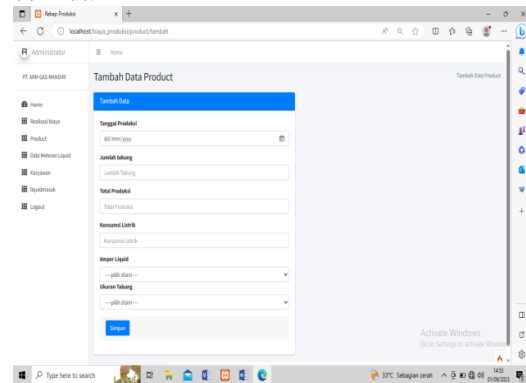 Rekap Produksi
localhost/biaya_produksi/product/tambah
Administrator
Home
PT. ARM GAS MANDIRI
Tambah Data Product
Tambah Data Product
Home
Realisasi biaya
Product
Data Meteran Liquid
Karyawan
liquidmasuk
Logout
Tambah Data
Tanggal Produksi
dd/mm/yyyy
Jumlah tabung
Jumlah Tabung
Total Produksi
Total Produksi
Konsumsi Listrik
Konsumsi Listrik
Amper Liquid
---pilih disini---
Ukuran Tabung
---pilih disini---
Simpan
Activate Windows
Go to Settings to activate Windows
Type here to search
33°C Sebagian cerah
14:53